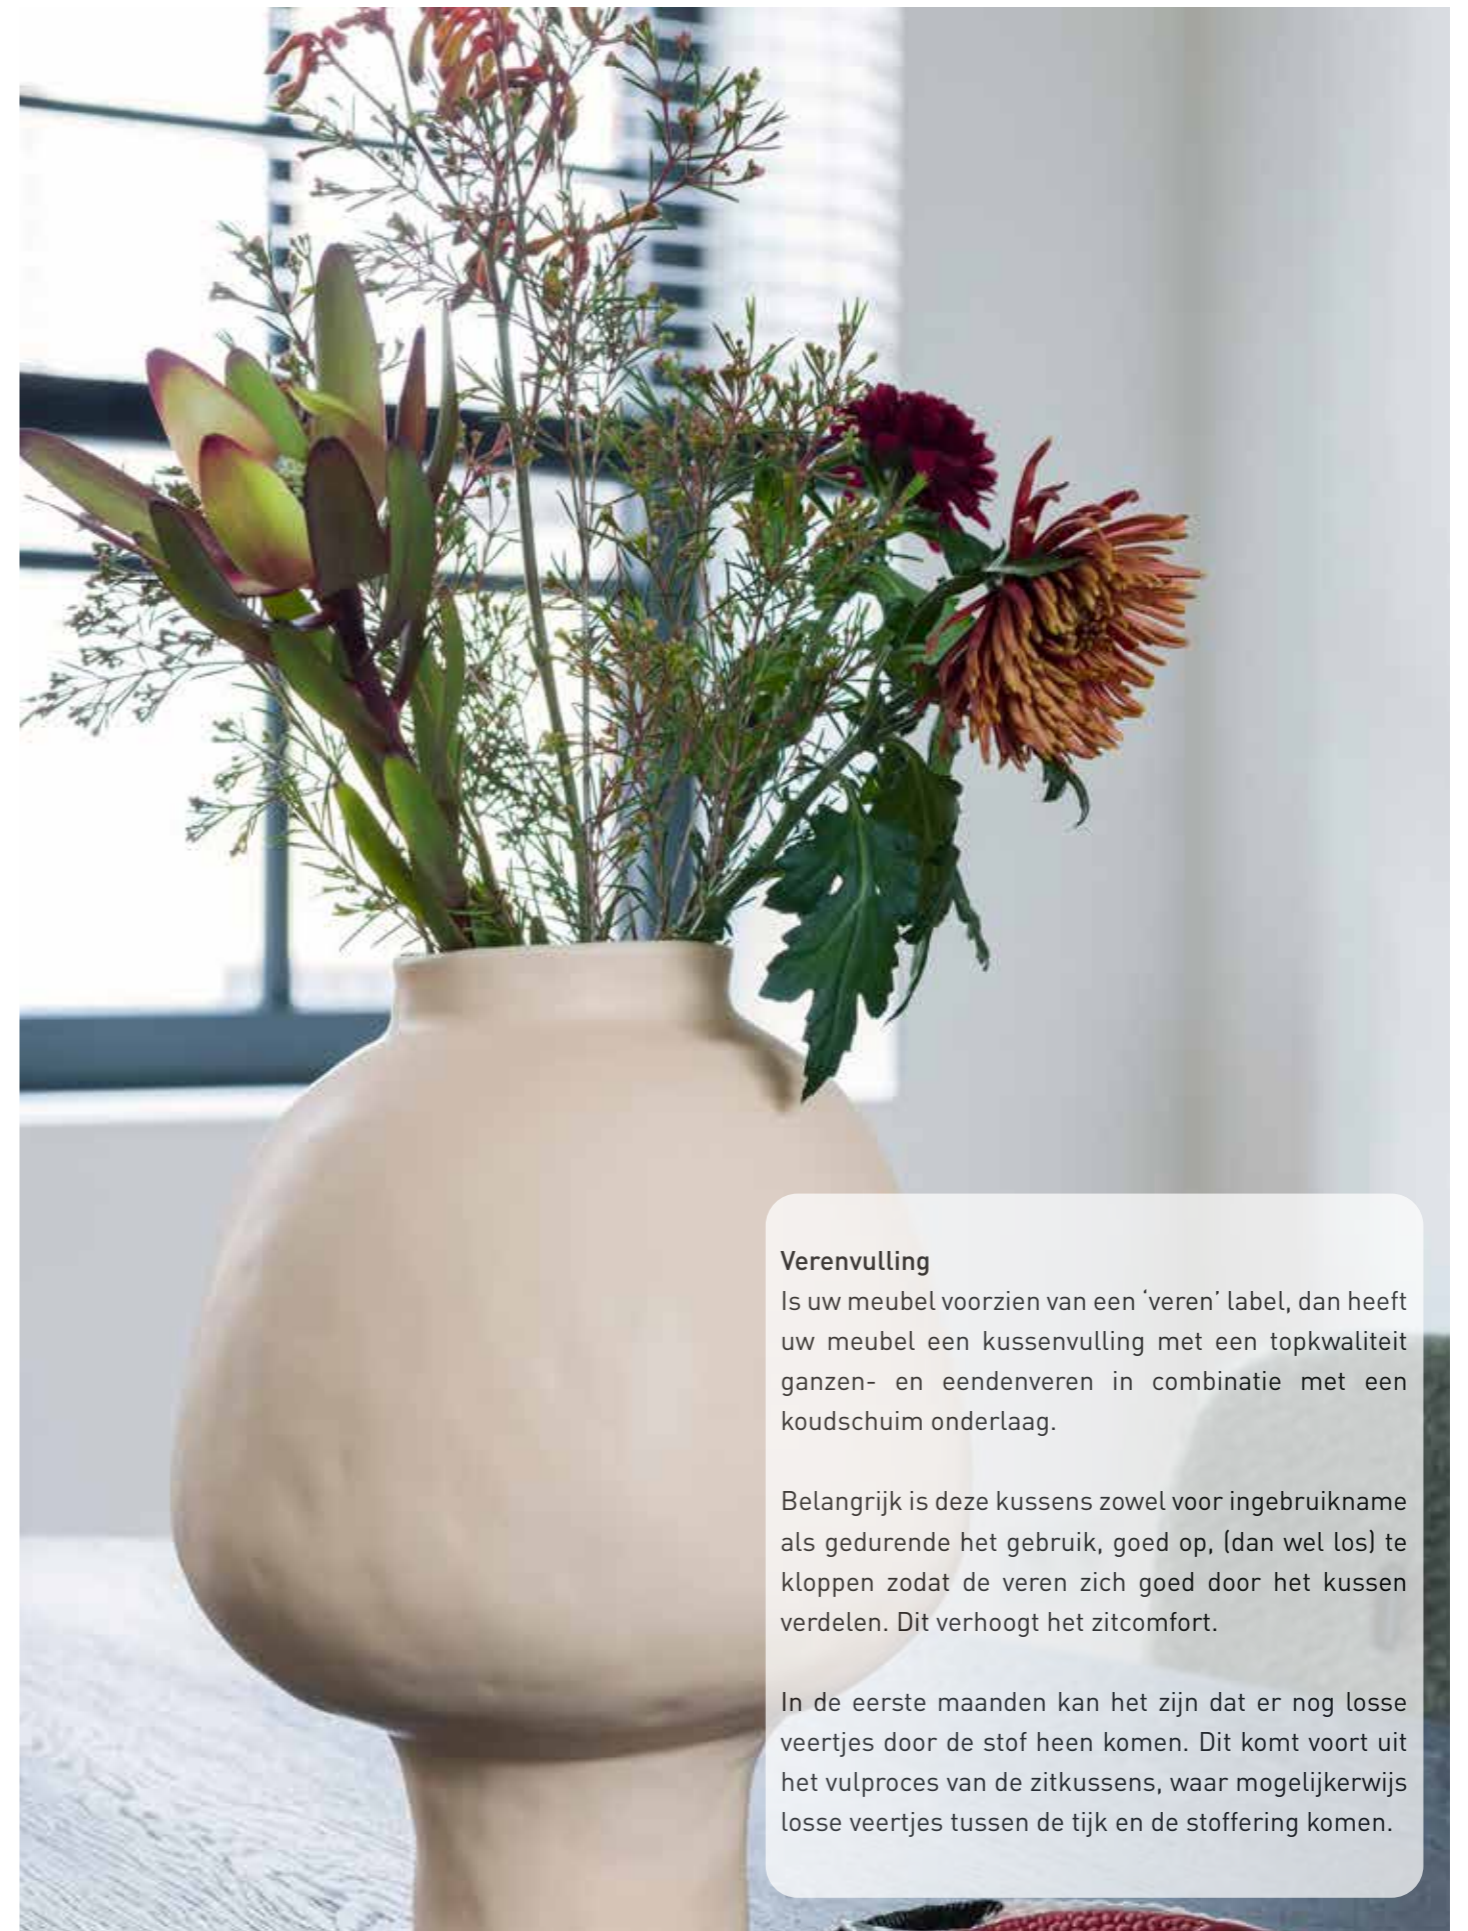 Verenvulling
Is uw meubel voorzien van een ‘veren’ label, dan heeft
uw meubel een kussenvulling met een topkwaliteit
ganzen- en eendenveren in combinatie met een
koudschuim onderlaag.
Belangrijk is deze kussens zowel voor ingebruikname
als gedurende het gebruik, goed op, (dan wel los) te
kloppen zodat de veren zich goed door het kussen
verdelen. Dit verhoogt het zitcomfort.
In de eerste maanden kan het zijn dat er nog losse
veertjes door de stof heen komen. Dit komt voort uit
het vulproces van de zitkussens, waar mogelijkerwijs
losse veertjes tussen de tijk en de stoffering komen.